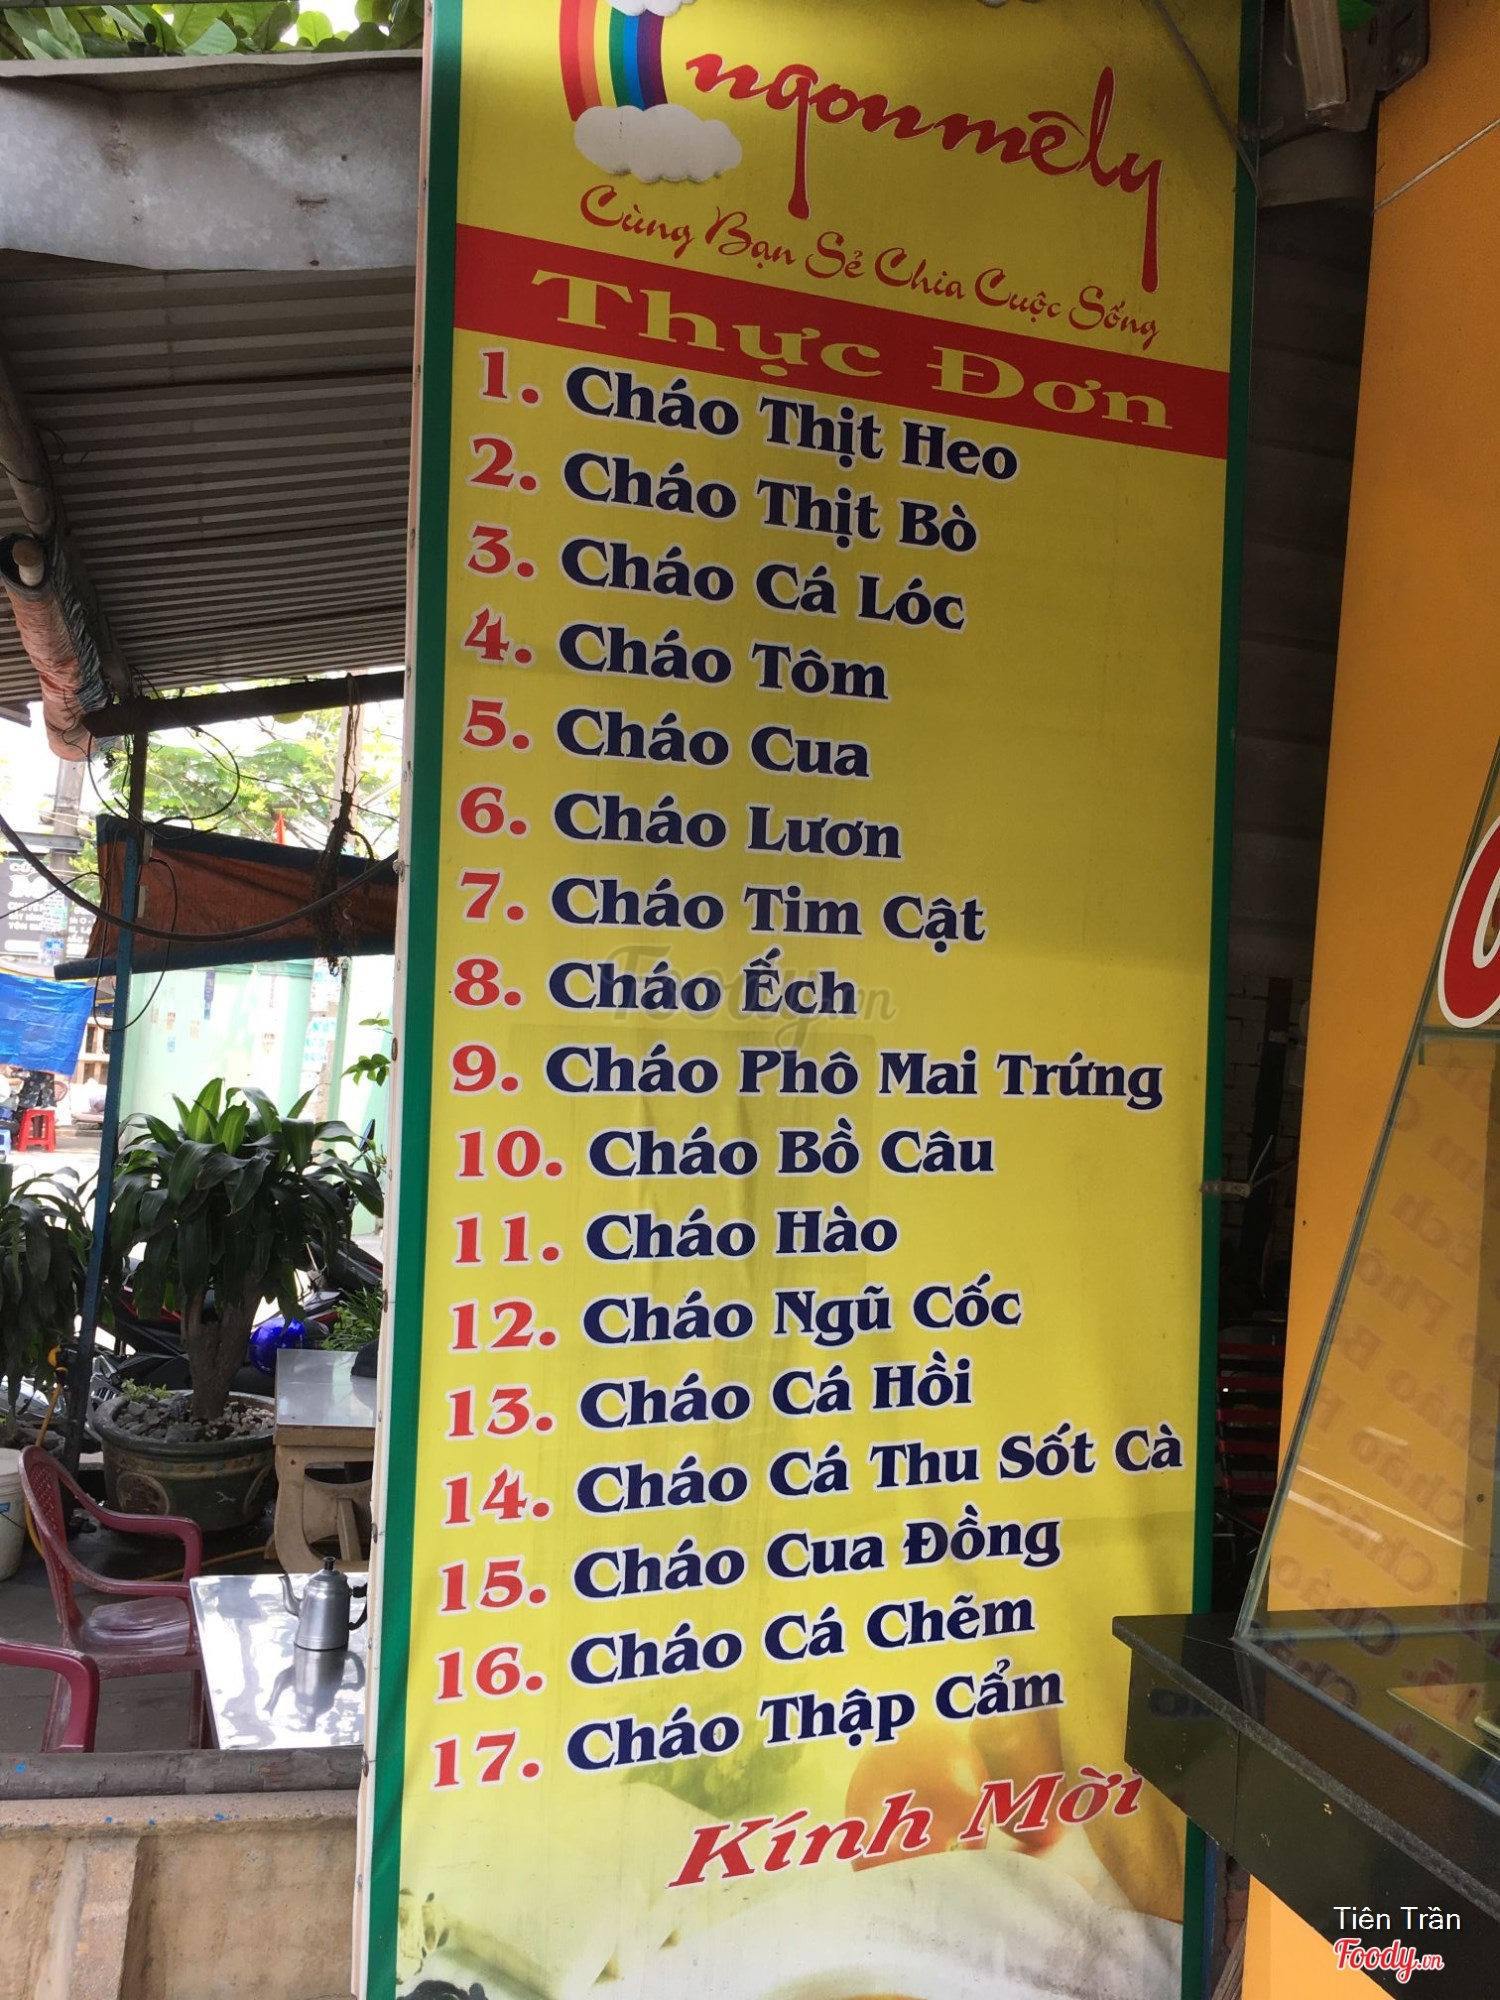 ngonmêly
Cùng Bạn Sẻ Chia Cuộc Sống
Thực Đơn
1. Cháo Thịt Heo
2. Cháo Thịt Bò
3. Cháo Cá Lóc
4. Cháo Tôm
5. Cháo Cua
6. Cháo Lươn
7. Cháo Tim Cật
8. Cháo Ếch
9. Cháo Phô Mai Trứng
10. Cháo Bồ Câu
11. Cháo Hào
12. Cháo Ngũ Cốc
13. Cháo Cá Hồi
14. Cháo Cá Thu Sốt Cà
15. Cháo Cua Đồng
16. Cháo Cá Chẽm
17. Cháo Thập Cẩm
Kính Mời
Foody.vn
Tiên Trần
Foody.vn